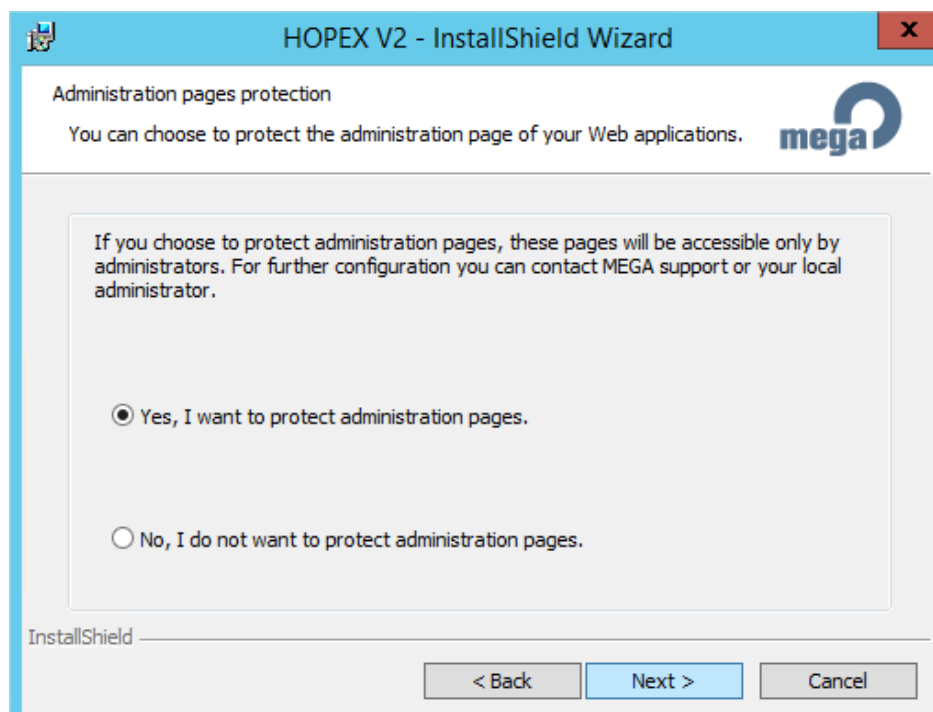 HOPEX V2 - InstallShield Wizard
x
Administration pages protection
You can choose to protect the administration page of your Web applications.
mega
If you choose to protect administration pages, these pages will be accessible only by
administrators. For further configuration you can contact MEGA support or your local
administrator.
Yes, I want to protect administration pages.
No, I do not want to protect administration pages.
InstallShield
< Back
Next >
Cancel